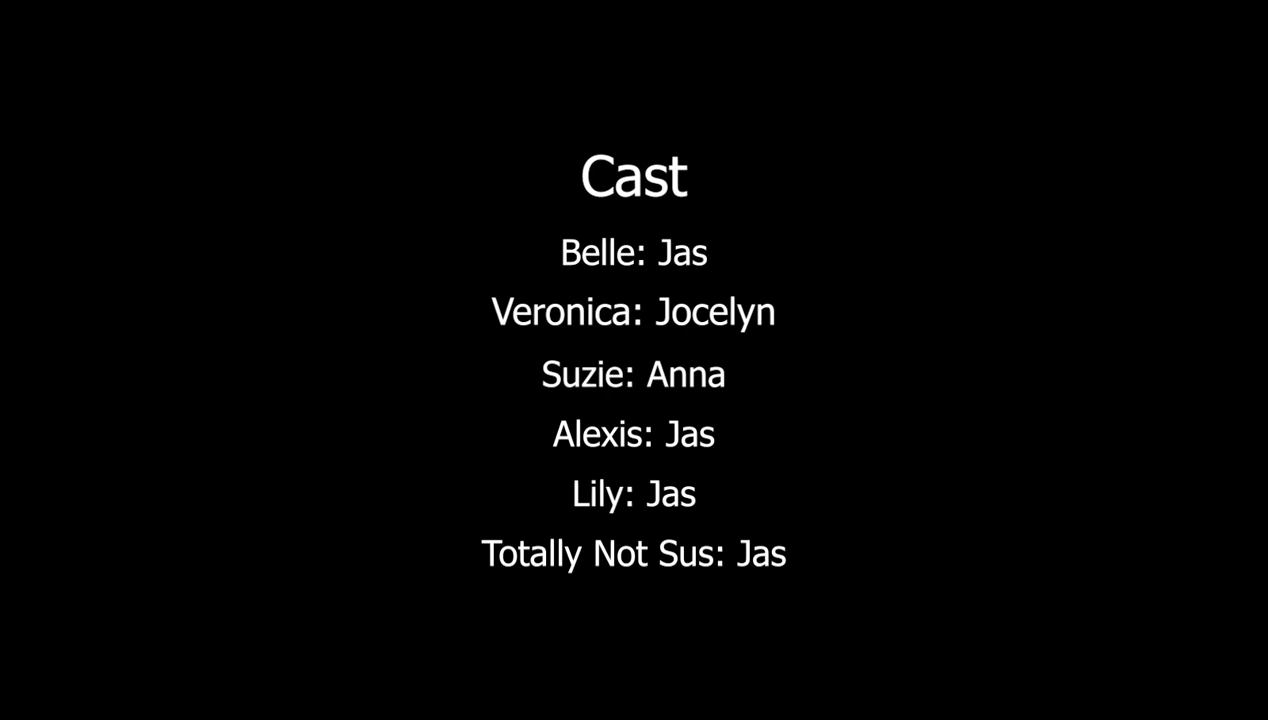 Cast
Belle: Jas
Veronica: Jocelyn
Suzie: Anna
Alexis: Jas
Lily: Jas
Totally Not Sus: Jas